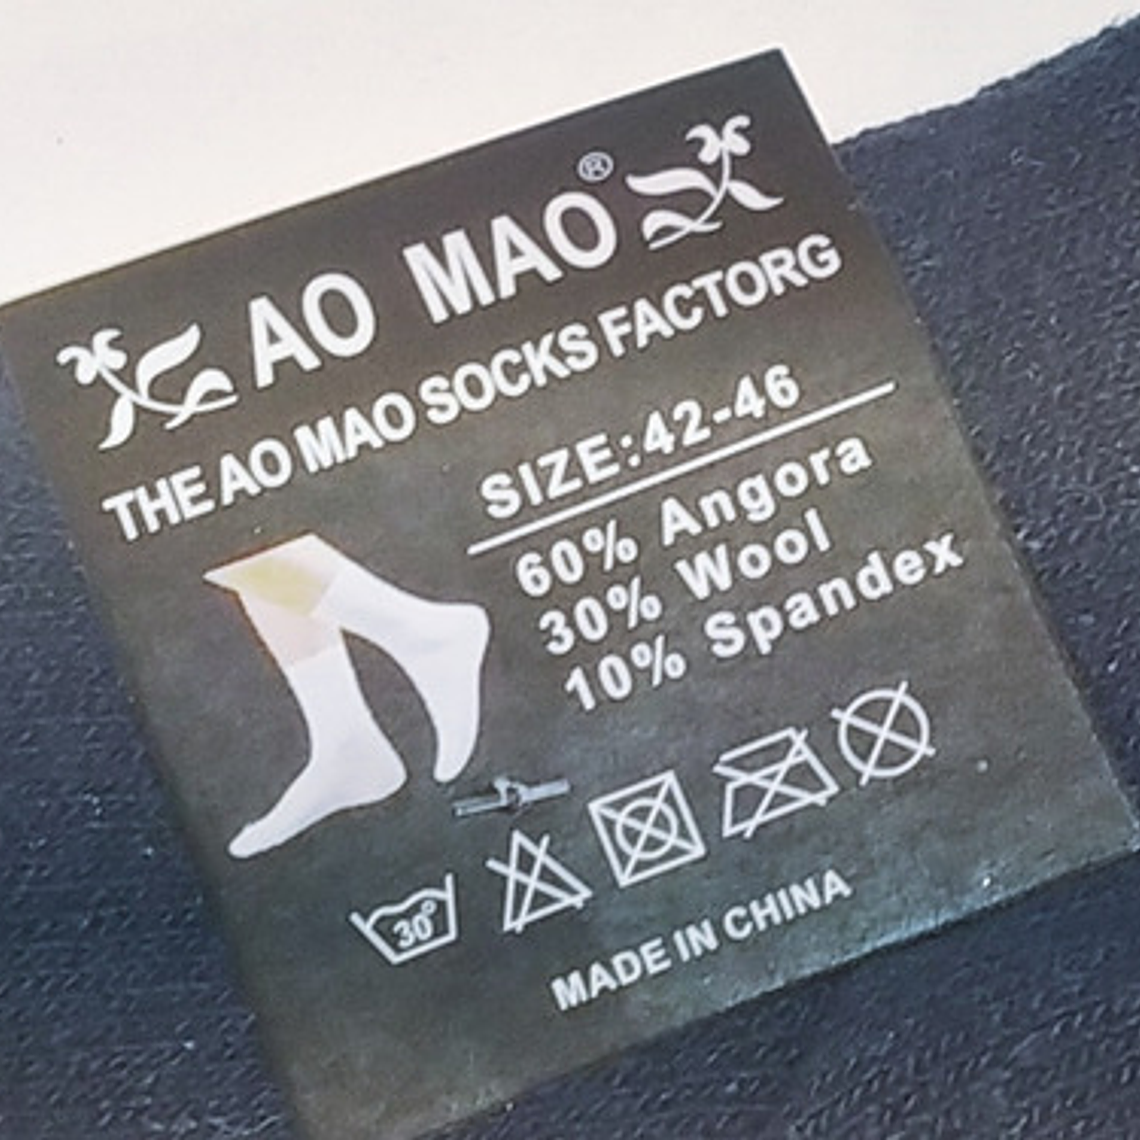 AO MAO®
THE AO MAO SOCKS FACTORG
SIZE:42-46
60% Angora
30% Wool
10% Spandex
30°
MADE IN CHINA